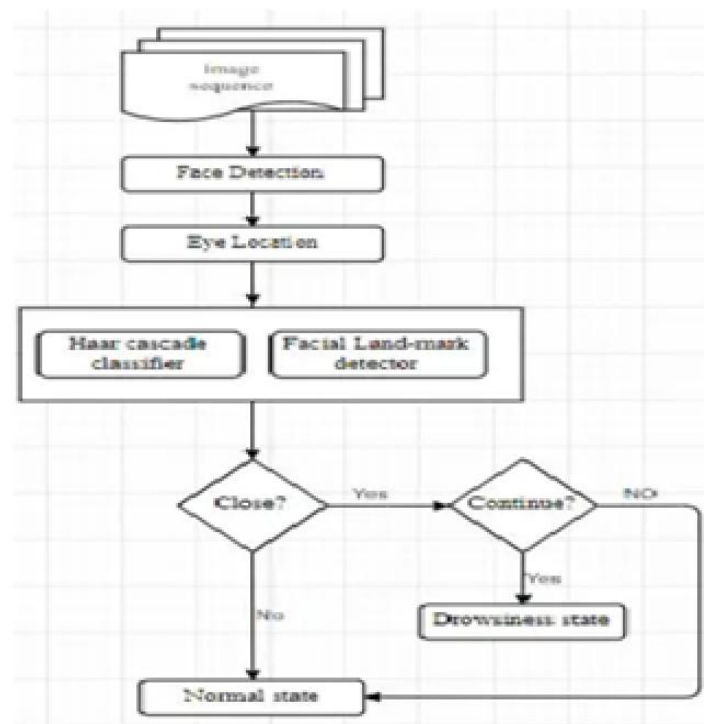 Image
sequence
Face Detection
Eye Location
Haar cascade
classifier
Facial Land-mark
detector
Close?
Yes
Continue?
NO
Yes
Drowsiness state
No
Normal state